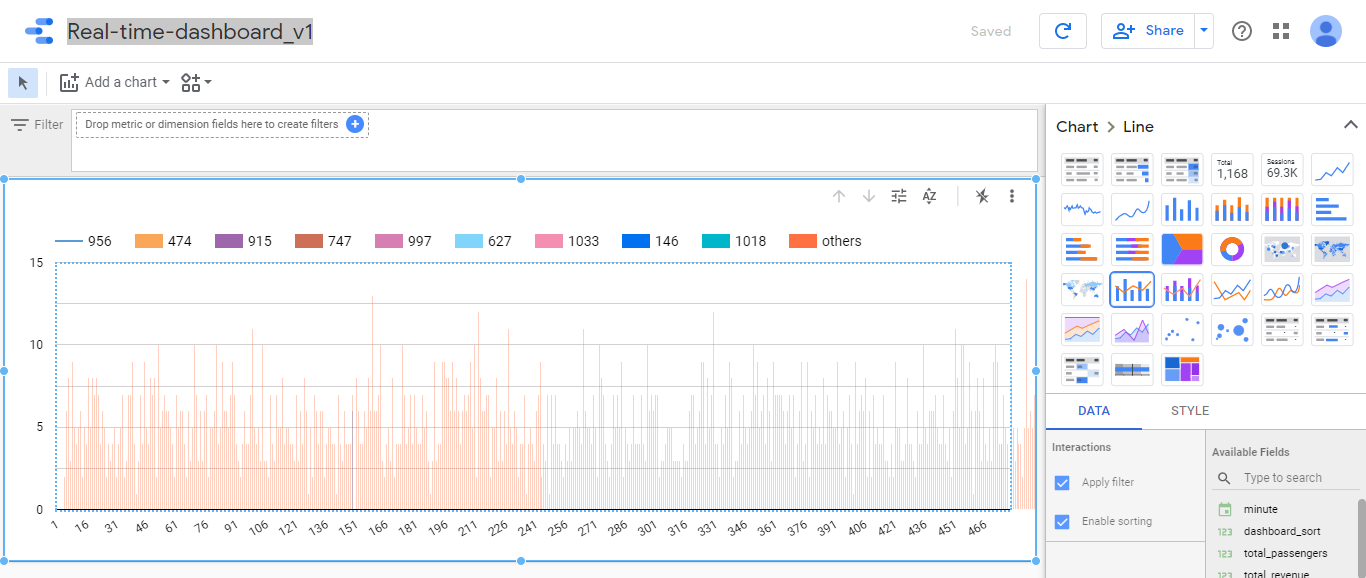 Real-time-dashboard_v1
Saved
Share
Add a chart
Filter
Drop metric or dimension fields here to create filters
956 474 915 747 997 627 1033 146 1018 others
15
10
5
0
1 16 31 46 61 76 91 106 121 136 151 166 181 196 211 226 241 256 271 286 301 316 331 346 361 376 391 406 421 436 451 466
Chart > Line
Total
1,168
Sessions
69.3K
DATA STYLE
Interactions
Apply filter
Enable sorting
Available Fields
Type to search
minute
123 dashboard_sort
123 total_passengers
123 total_revenue